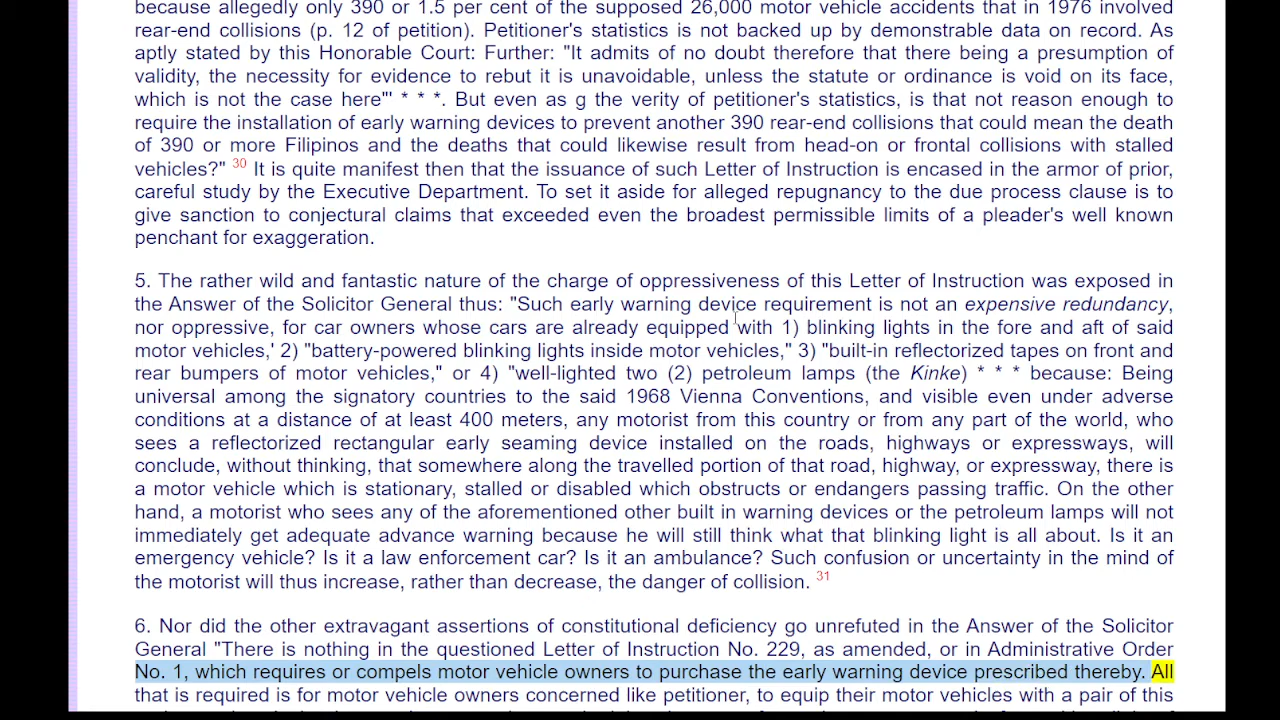 because allegedly only 390 or 1.5 per cent of the supposed 26,000 motor vehicle accidents that in 1976 involved
rear-end collisions (p. 12 of petition). Petitioner's statistics is not backed up by demonstrable data on record. As
aptly stated by this Honorable Court: Further: "It admits of no doubt therefore that there being a presumption of
validity, the necessity for evidence to rebut it is unavoidable, unless the statute or ordinance is void on its face,
which is not the case here"' * * *. But even as g the verity of petitioner's statistics, is that not reason enough to
require the installation of early warning devices to prevent another 390 rear-end collisions that could mean the death
of 390 or more Filipinos and the deaths that could likewise result from head-on or frontal collisions with stalled
vehicles?" 30 It is quite manifest then that the issuance of such Letter of Instruction is encased in the armor of prior,
careful study by the Executive Department. To set it aside for alleged repugnancy to the due process clause is to
give sanction to conjectural claims that exceeded even the broadest permissible limits of a pleader's well known
penchant for exaggeration.
5. The rather wild and fantastic nature of the charge of oppressiveness of this Letter of Instruction was exposed in
the Answer of the Solicitor General thus: "Such early warning device requirement is not an expensive redundancy,
nor oppressive, for car owners whose cars are already equipped with 1) blinking lights in the fore and aft of said
motor vehicles,' 2) "battery-powered blinking lights inside motor vehicles," 3) "built-in reflectorized tapes on front and
rear bumpers of motor vehicles," or 4) "well-lighted two (2) petroleum lamps (the Kinke) * * * because: Being
universal among the signatory countries to the said 1968 Vienna Conventions, and visible even under adverse
conditions at a distance of at least 400 meters, any motorist from this country or from any part of the world, who
sees a reflectorized rectangular early seaming device installed on the roads, highways or expressways, will
conclude, without thinking, that somewhere along the travelled portion of that road, highway, or expressway, there is
a motor vehicle which is stationary, stalled or disabled which obstructs or endangers passing traffic. On the other
hand, a motorist who sees any of the aforementioned other built in warning devices or the petroleum lamps will not
immediately get adequate advance warning because he will still think what that blinking light is all about. Is it an
emergency vehicle? Is it a law enforcement car? Is it an ambulance? Such confusion or uncertainty in the mind of
the motorist will thus increase, rather than decrease, the danger of collision. 31
6. Nor did the other extravagant assertions of constitutional deficiency go unrefuted in the Answer of the Solicitor
General "There is nothing in the questioned Letter of Instruction No. 229, as amended, or in Administrative Order
No. 1, which requires or compels motor vehicle owners to purchase the early warning device prescribed thereby. All
that is required is for motor vehicle owners concerned like petitioner, to equip their motor vehicles with a pair of this